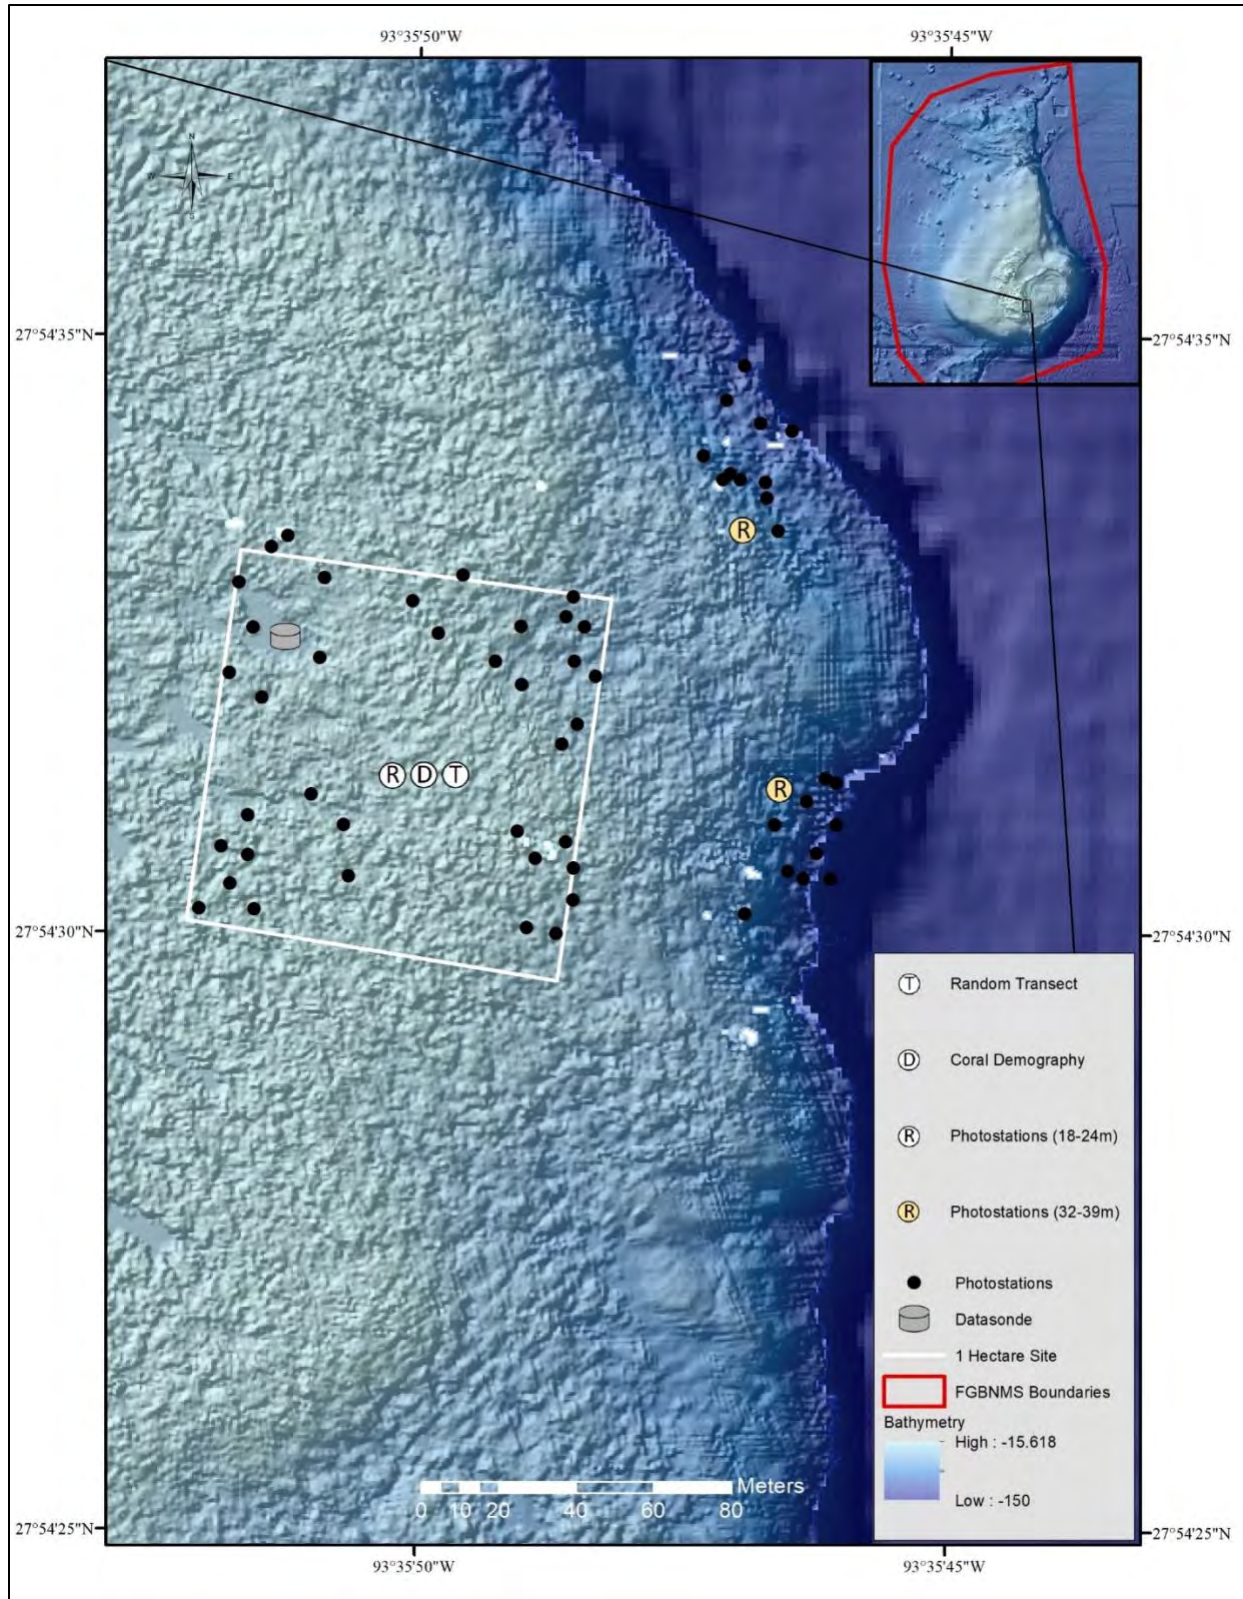 93°35'50"W
93°35'45"W
N
W
E
S
27°54'35"N
27°54'35"N
R
R
D
T
R
27°54'30"N
27°54'30"N
T Random Transect
D Coral Demography
R Photostations (18-24m)
R Photostations (32-39m)
Photostations
Datasonde
1 Hectare Site
FGBNMS Boundaries
Bathymetry
High : -15.618
Low : -150
Meters
0 10 20 40 60 80
27°54'25"N
27°54'25"N
93°35'50"W
93°35'45"W